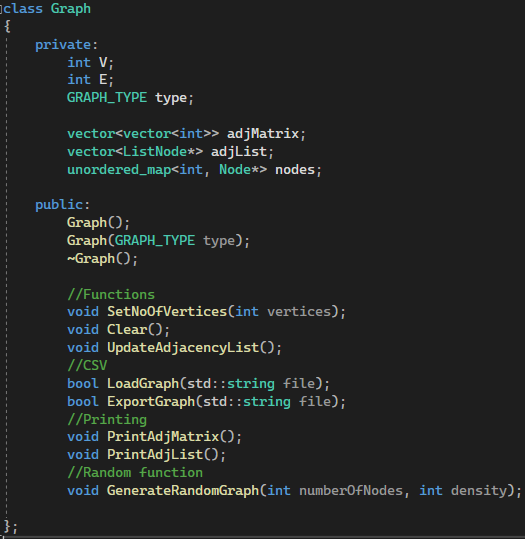 class Graph
{
    private:
        int V;
        int E;
        GRAPH_TYPE type;

        vector<vector<int>> adjMatrix;
        vector<ListNode*> adjList;
        unordered_map<int, Node*> nodes;

    public:
        Graph();
        Graph(GRAPH_TYPE type);
        ~Graph();

        //Functions
        void SetNoOfVertices(int vertices);
        void Clear();
        void UpdateAdjacencyList();
        //CSV
        bool LoadGraph(std::string file);
        bool ExportGraph(std::string file);
        //Printing
        void PrintAdjMatrix();
        void PrintAdjList();
        //Random function
        void GenerateRandomGraph(int numberOfNodes, int density);

};